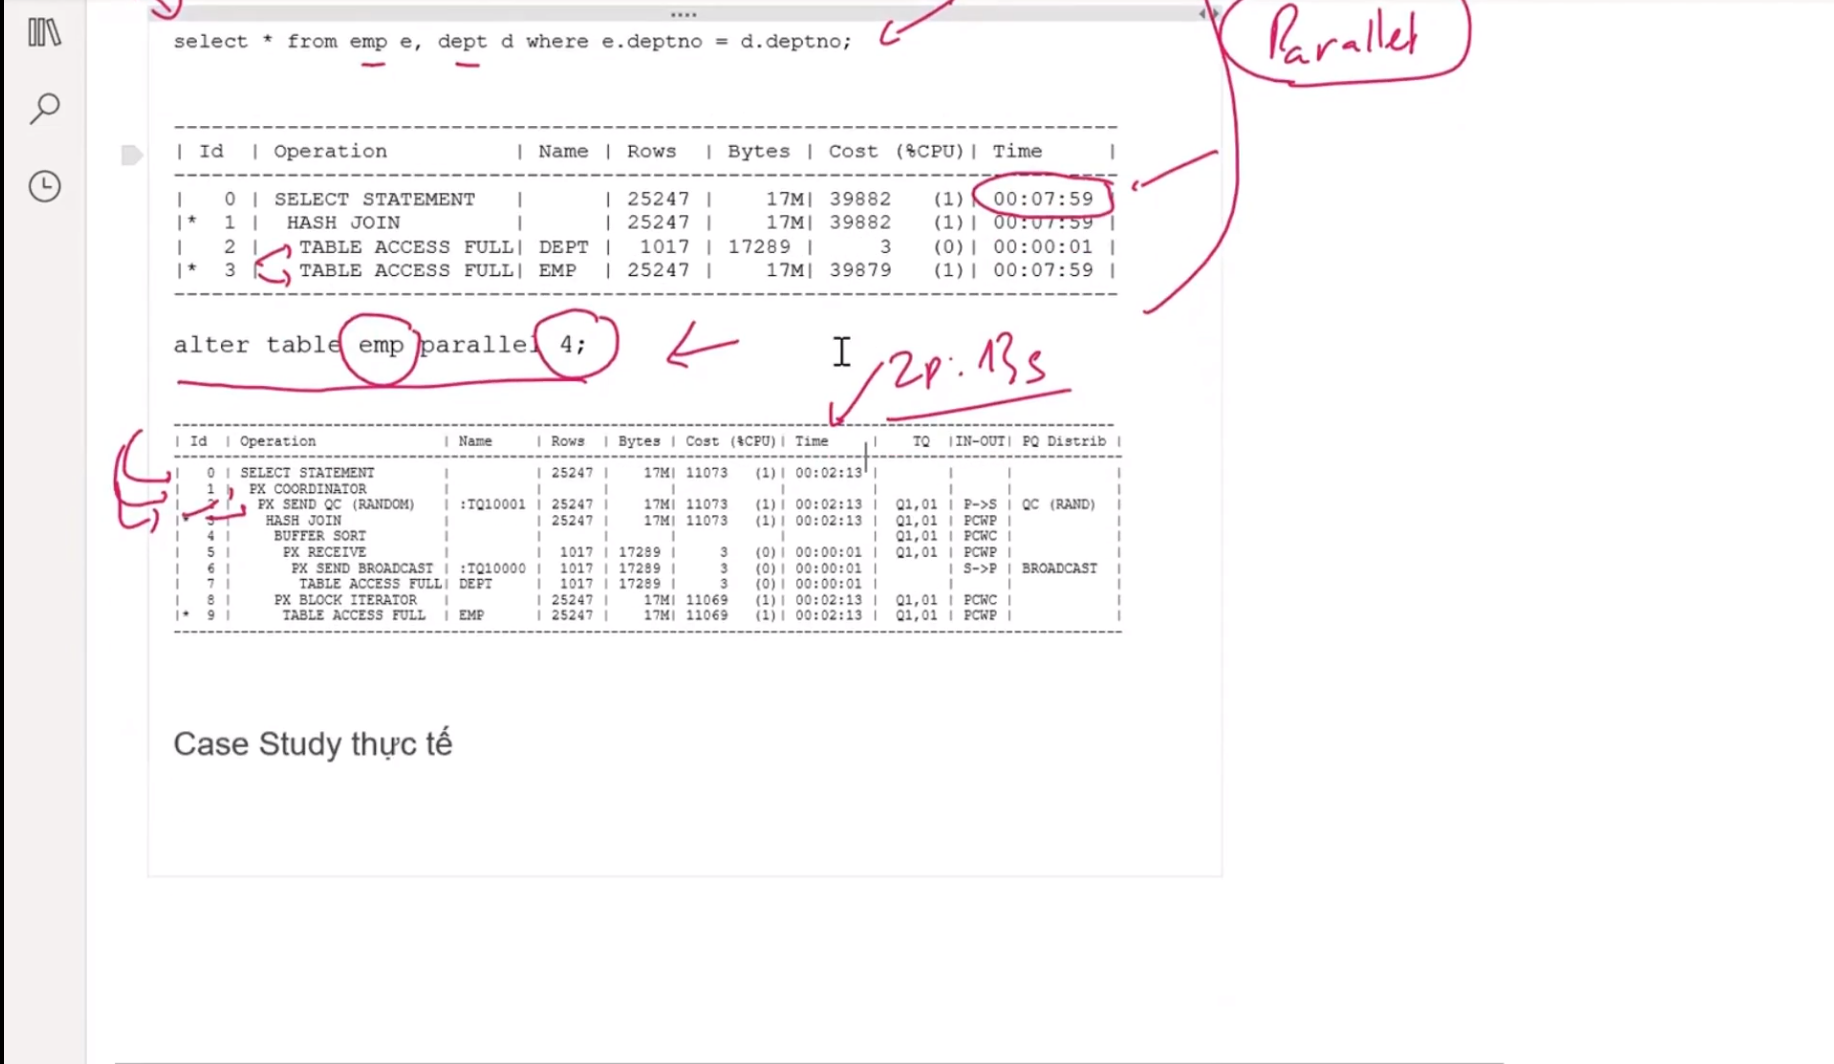 Parallel
select * from emp e, dept d where e.deptno = d.deptno;
| Id | Operation | Name | Rows | Bytes | Cost (%CPU)| Time |
| 0 | SELECT STATEMENT | | 25247 | 17M| 39882 (1)| 00:07:59 |
|* 1 | HASH JOIN | | 25247 | 17M| 39882 (1)| 00:07:59 |
| 2 | TABLE ACCESS FULL| DEPT | 1017 | 17289 | 3 (0)| 00:00:01 |
|* 3 | TABLE ACCESS FULL| EMP | 25247 | 17M| 39879 (1)| 00:07:59 |
alter table emp parallel 4;
2p: 13s
| Id | Operation | Name | Rows | Bytes | Cost (%CPU)| Time | TQ |IN-OUT| PQ Distrib |
| 0 | SELECT STATEMENT | | 25247 | 17M| 11073 (1)| 00:02:13 | | | |
| 1 | PX COORDINATOR | | | | | | | | |
| 2 | PX SEND QC (RANDOM) | :TQ10001 | 25247 | 17M| 11073 (1)| 00:02:13 | Q1,01 | P->S | QC (RAND) |
|* 3 | HASH JOIN | | 25247 | 17M| 11073 (1)| 00:02:13 | Q1,01 | PCWP | |
| 4 | BUFFER SORT | | | | | | Q1,01 | PCWC | |
| 5 | PX RECEIVE | | 1017 | 17289 | 3 (0)| 00:00:01 | Q1,01 | PCWP | |
| 6 | PX SEND BROADCAST | :TQ10000 | 1017 | 17289 | 3 (0)| 00:00:01 | | S->P | BROADCAST |
| 7 | TABLE ACCESS FULL| DEPT | 1017 | 17289 | 3 (0)| 00:00:01 | | | |
| 8 | PX BLOCK ITERATOR | | 25247 | 17M| 11069 (1)| 00:02:13 | Q1,01 | PCWC | |
|* 9 | TABLE ACCESS FULL | EMP | 25247 | 17M| 11069 (1)| 00:02:13 | Q1,01 | PCWP | |
Case Study thực tế